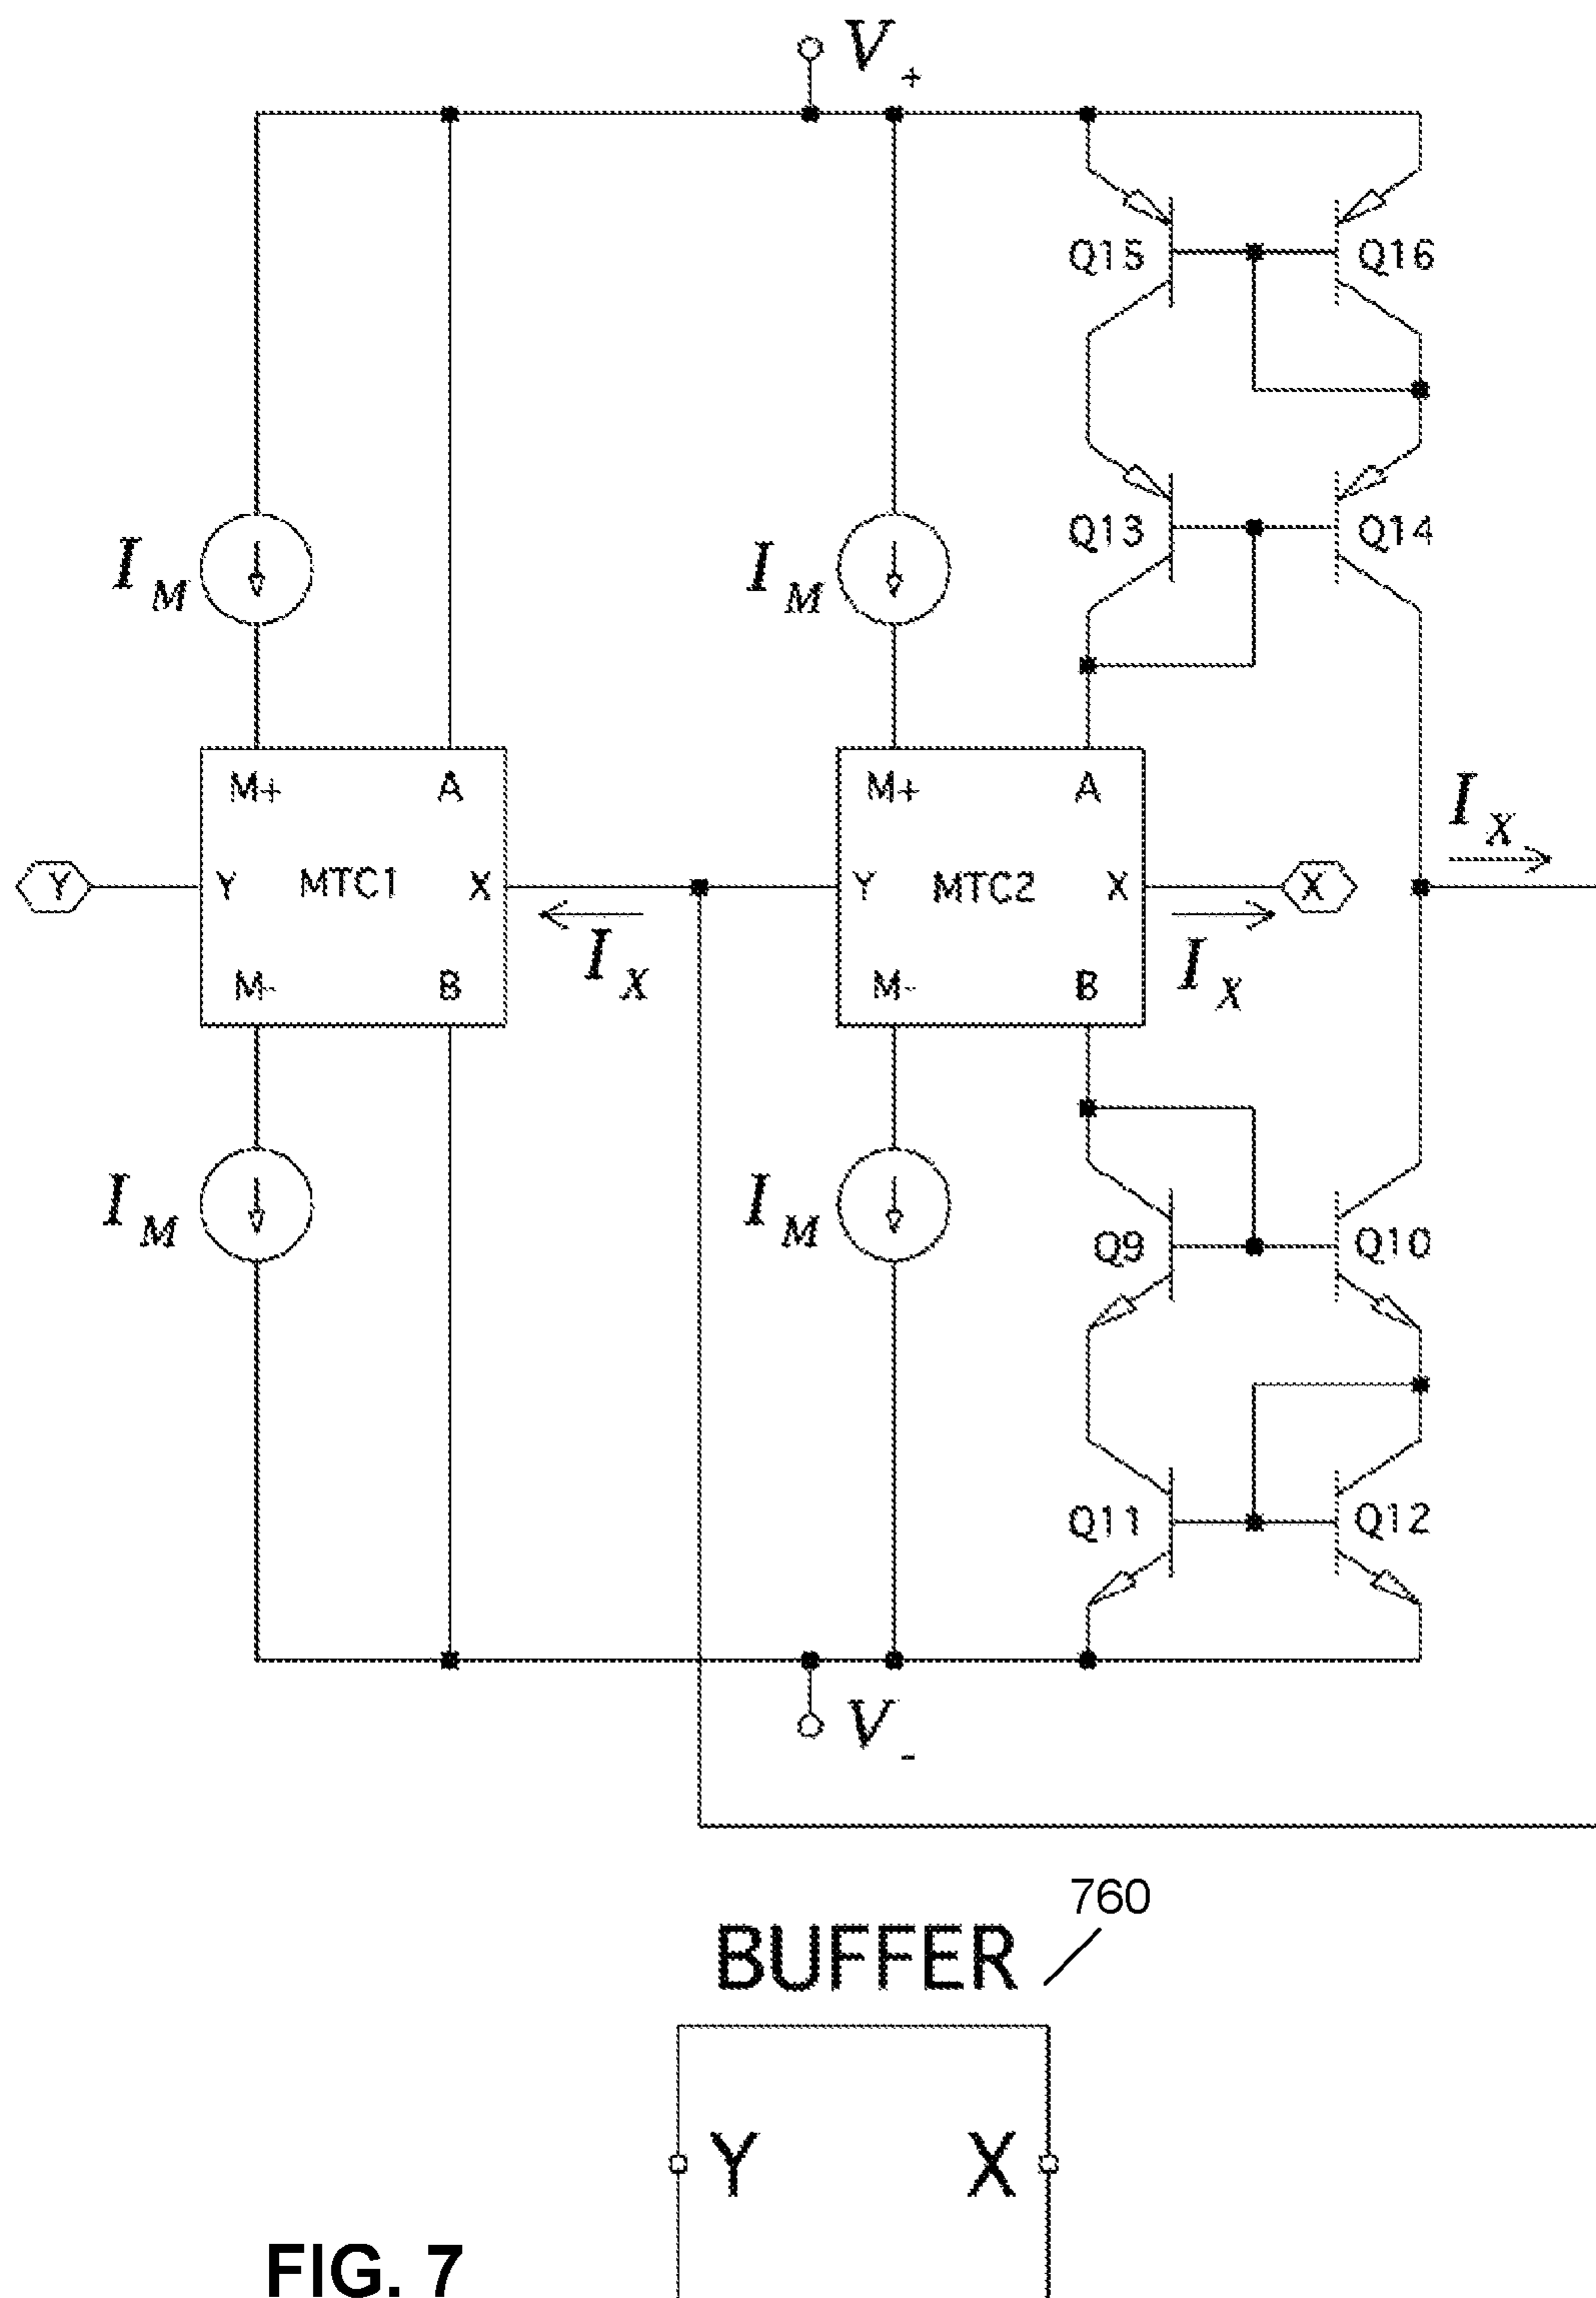 V+
Q15 Q16
Q13 Q14
IM IM
M+ A M+ A
IX
Y Y MTC1 X Y MTC2 X X
IX IX
M- B M- B
IM IM
Q9 Q10
Q11 Q12
V-
760
BUFFER
Y X
FIG. 7